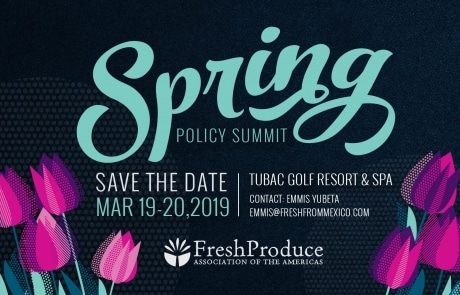 Spring
POLICY SUMMIT
SAVE THE DATE
MAR 19-20,2019
TUBAC GOLF RESORT & SPA
CONTACT: EMMIS YUBETA
EMMIS@FRESHFROMMEXICO.COM
FreshProduce
ASSOCIATION OF THE AMERICAS